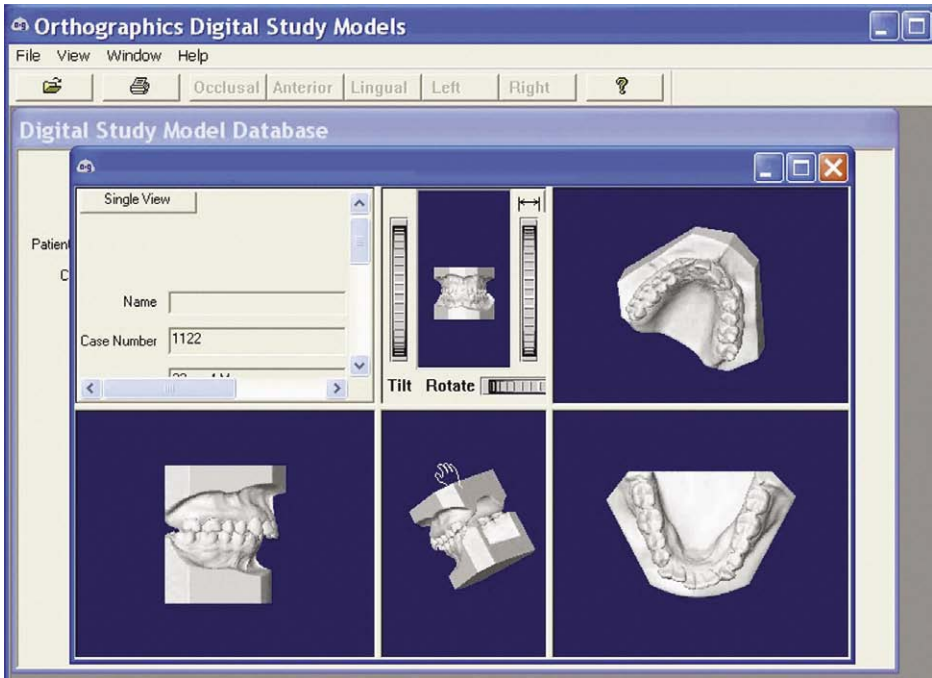 Orthographics Digital Study Models
File View Window Help
Occlusal Anterior Lingual Left Right
Digital Study Model Database
Single View
Patient
C
Name
Case Number 1122
Tilt Rotate